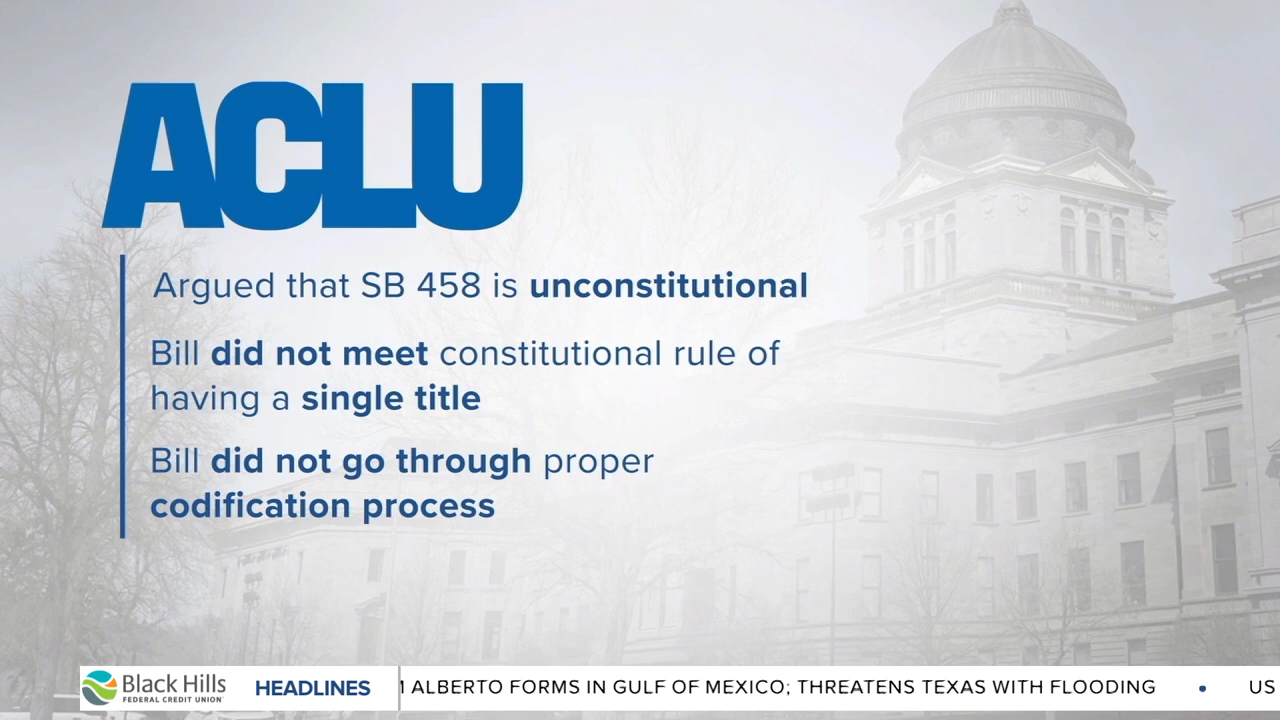 ACLU
Argued that SB 458 is unconstitutional
Bill did not meet constitutional rule of
having a single title
Bill did not go through proper
codification process
Black Hills
FEDERAL CREDIT UNION
HEADLINES
ALBERTO FORMS IN GULF OF MEXICO; THREATENS TEXAS WITH FLOODING • US